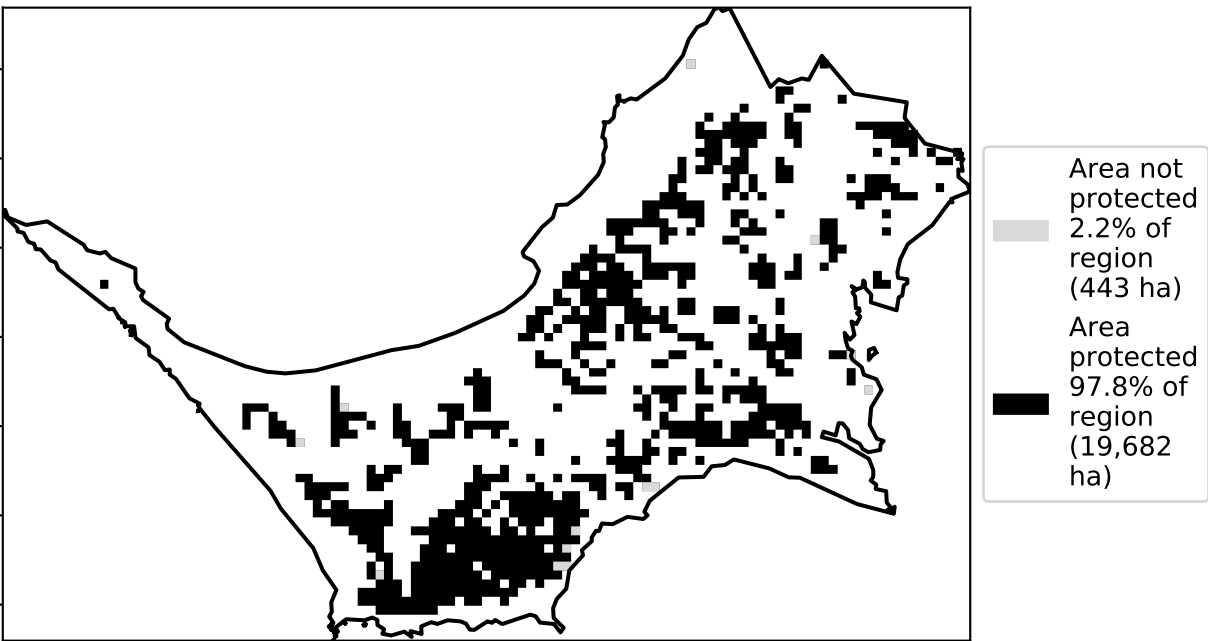 Area not
protected
2.2% of
region
(443 ha)
Area
protected
97.8% of
region
(19,682
ha)